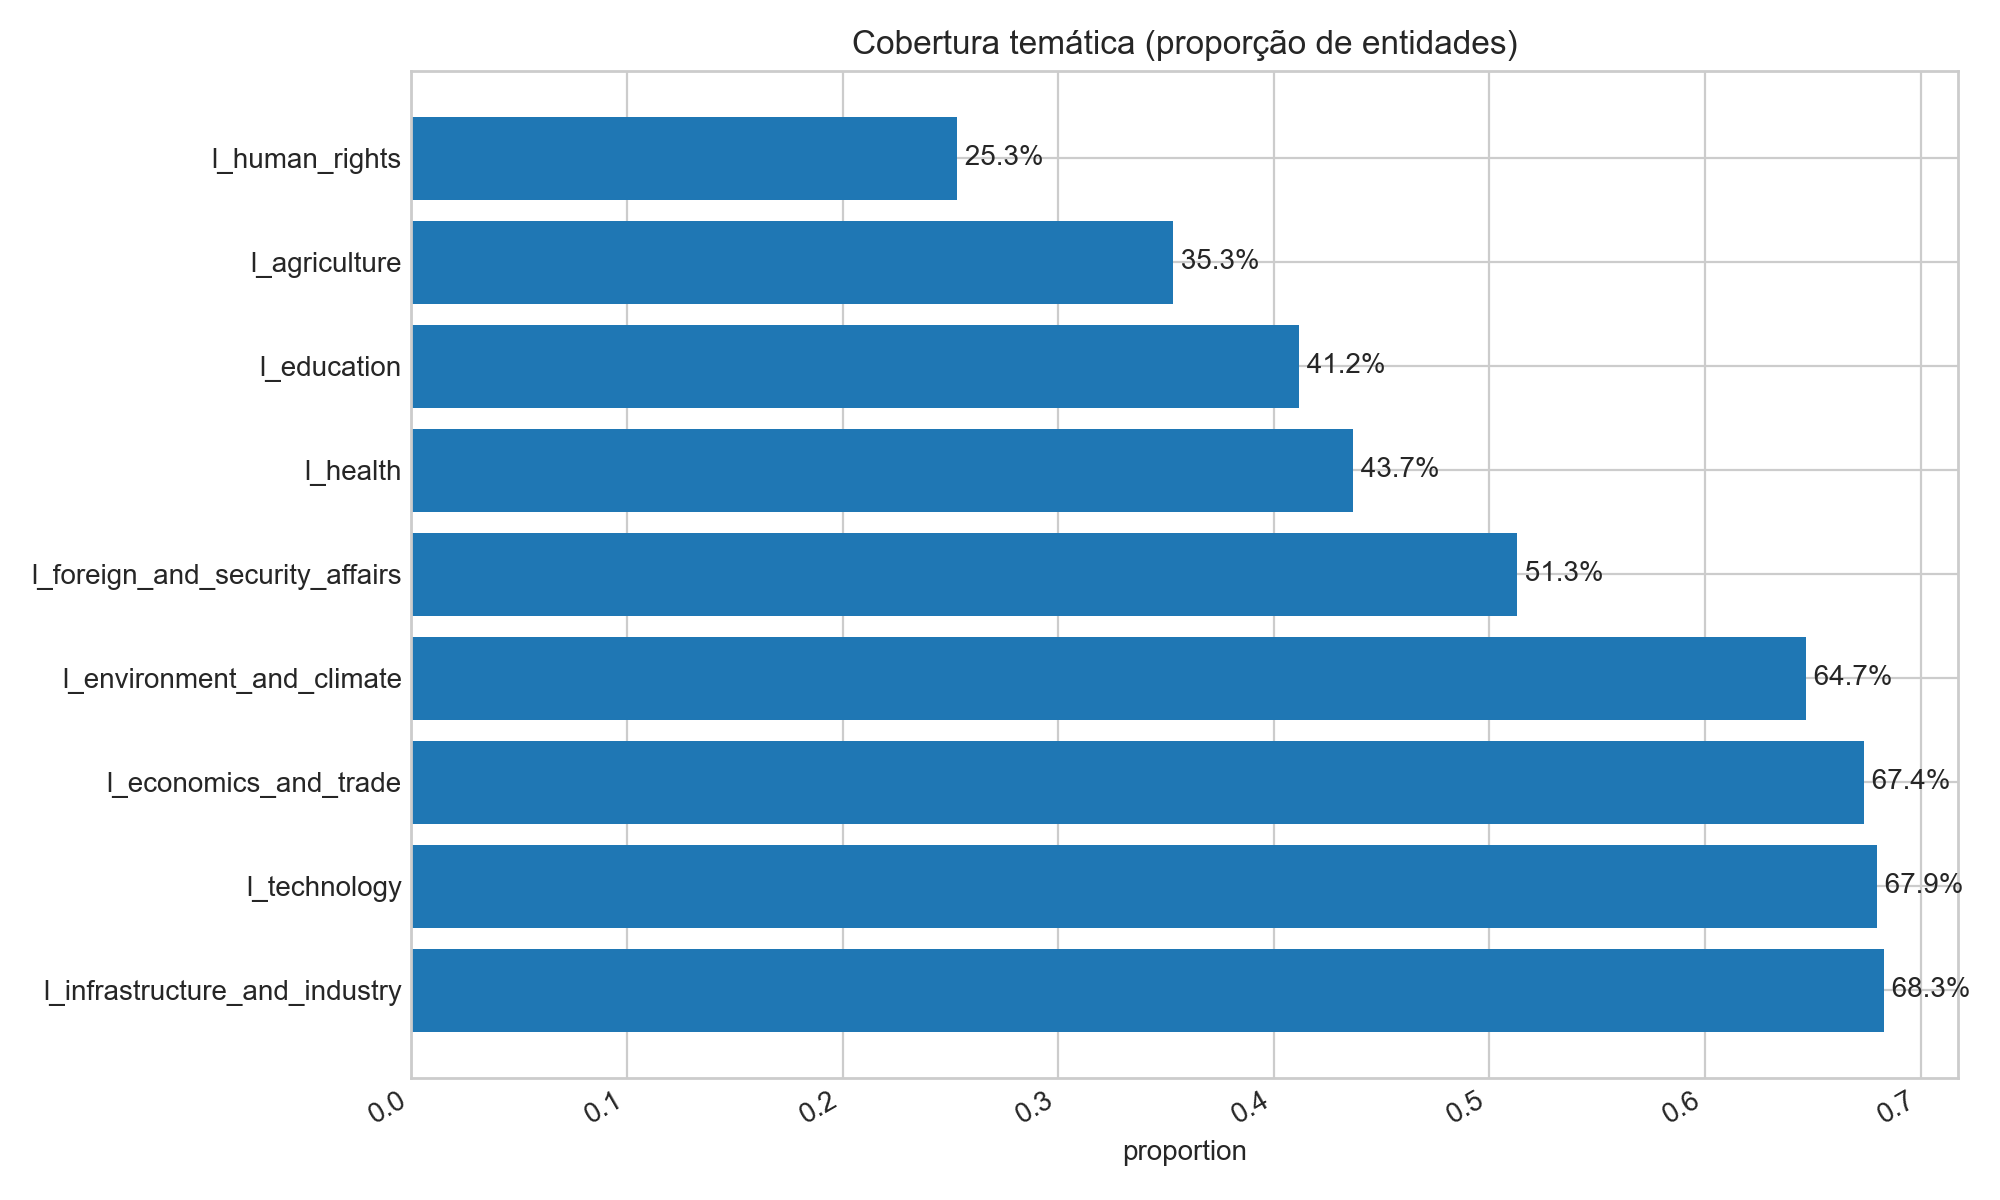 Cobertura temática (proporção de entidades)
l_human_rights 25.3%
l_agriculture 35.3%
l_education 41.2%
l_health 43.7%
l_foreign_and_security_affairs 51.3%
l_environment_and_climate 64.7%
l_economics_and_trade 67.4%
l_technology 67.9%
l_infrastructure_and_industry 68.3%
0.0 0.1 0.2 0.3 0.4 0.5 0.6 0.7
proportion